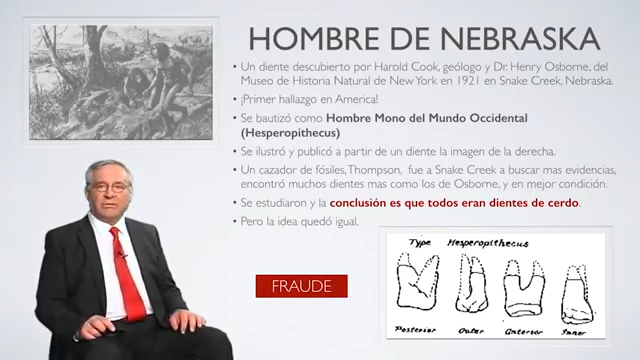 HOMBRE DE NEBRASKA
• Un diente descubierto por Harold Cook, geólogo y Dr. Henry Osborne, del
Museo de Historia Natural de New York en 1921 en Snake Creek, Nebraska.
• ¡Primer hallazgo en America!
• Se bautizó como Hombre Mono del Mundo Occidental
(Hesperopithecus)
• Se ilustró y publicó a partir de un diente la imagen de la derecha.
• Un cazador de fósiles, Thompson, fue a Snake Creek a buscar mas evidencias,
encontró muchos dientes mas como los de Osborne, y en mejor condición.
• Se estudiaron y la conclusión es que todos eran dientes de cerdo.
• Pero la idea quedó igual.
FRAUDE
Type Hesperopithecus
Posterior Outer Anterior Inner